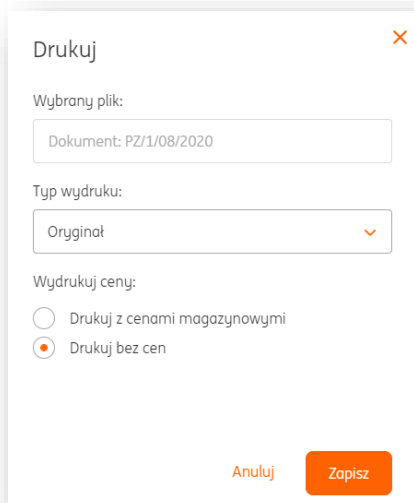 Drukuj
Wybrany plik:
Dokument: PZ/1/08/2020
Typ wydruku:
Oryginał
Wydrukuj ceny:
Drukuj z cenami magazynowymi
Drukuj bez cen
Anuluj
Zapisz